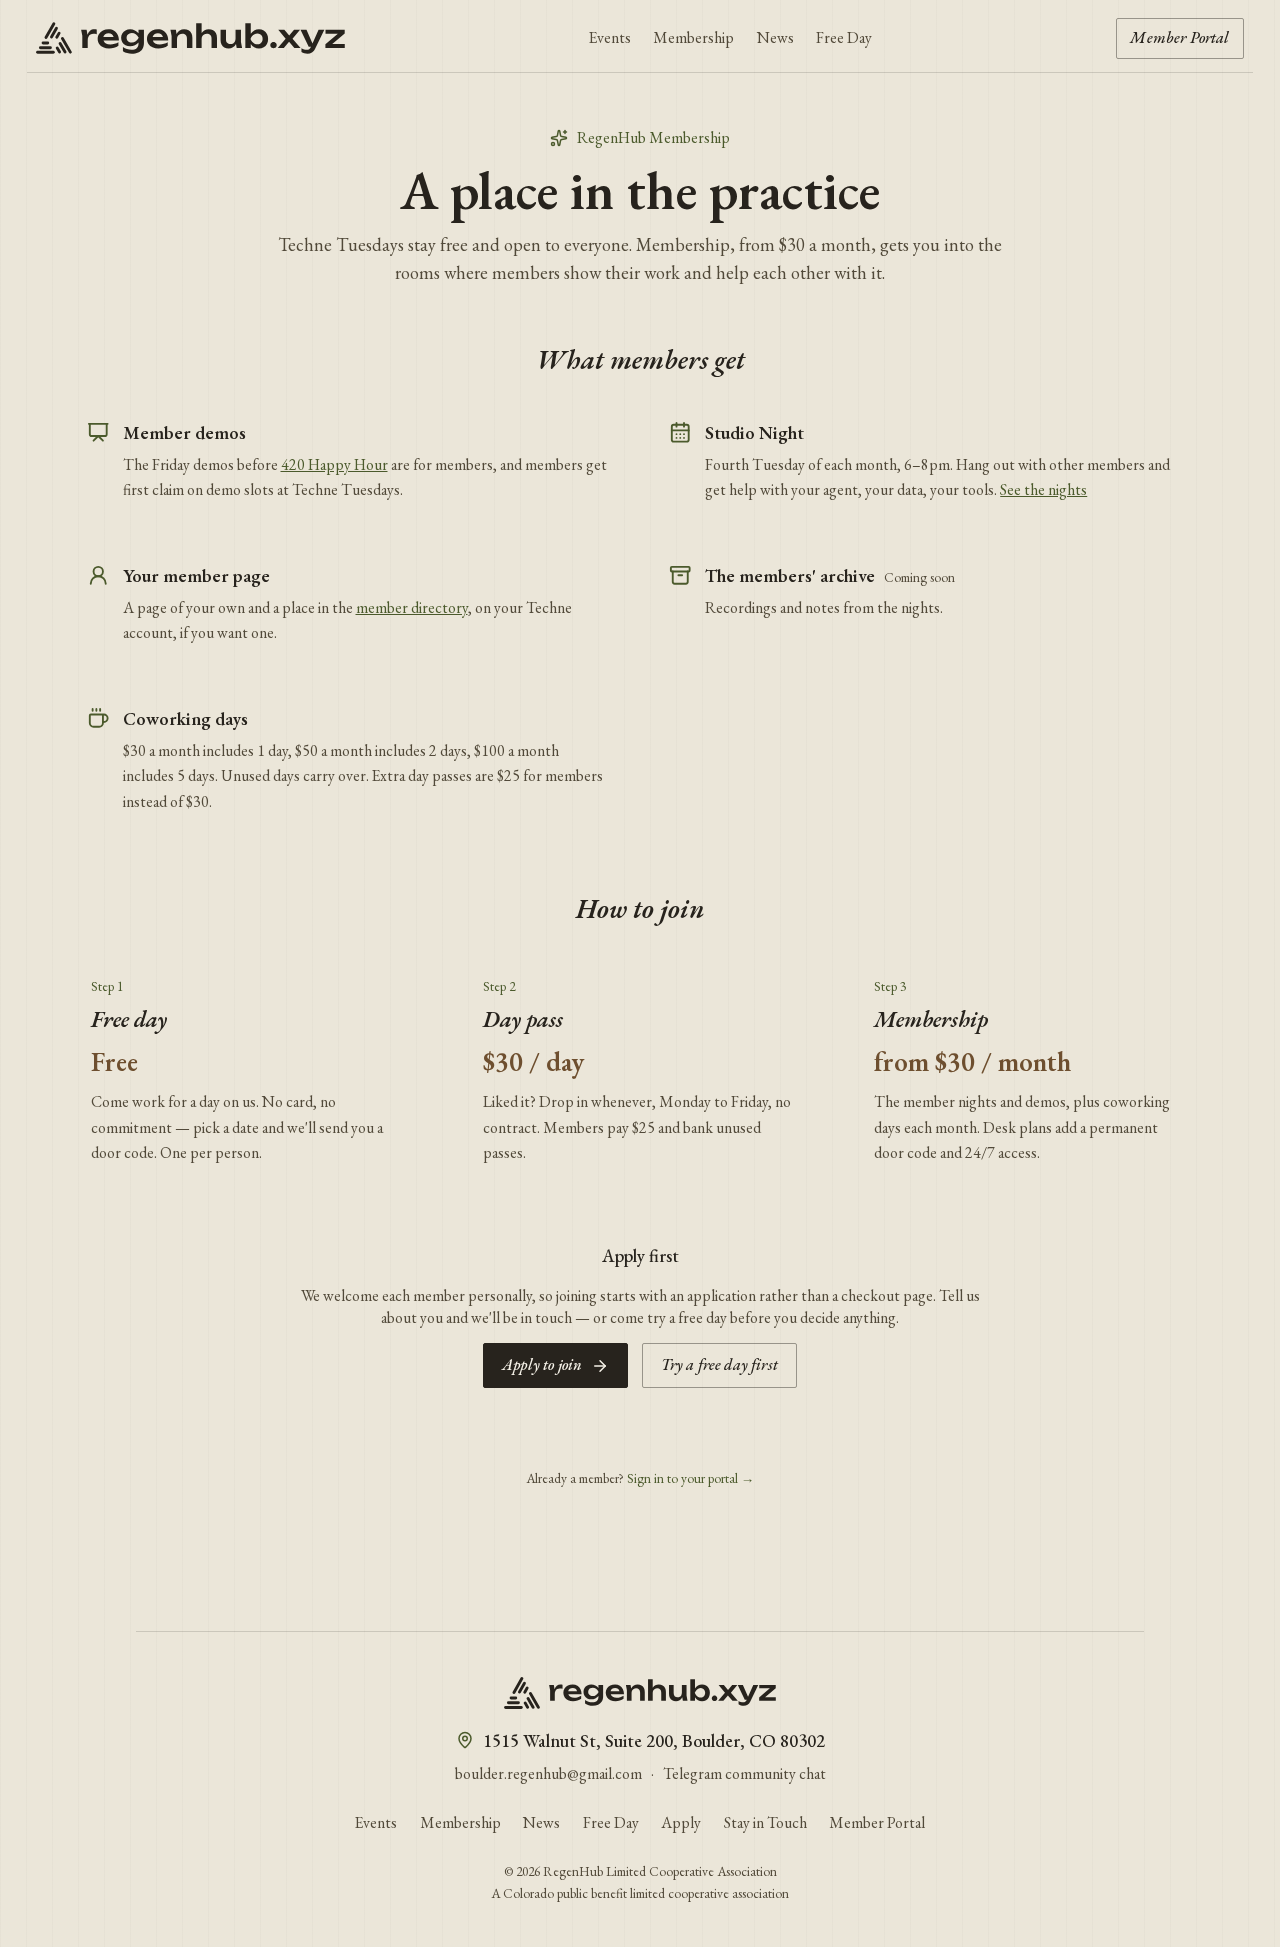 regenhub.xyz
Events Membership News Free Day
Member Portal
RegenHub Membership
A place in the practice
Techne Tuesdays stay free and open to everyone. Membership, from $30 a month, gets you into the
rooms where members show their work and help each other with it.
What members get
Member demos
The Friday demos before 420 Happy Hour are for members, and members get
first claim on demo slots at Techne Tuesdays.
Studio Night
Fourth Tuesday of each month, 6–8pm. Hang out with other members and
get help with your agent, your data, your tools. See the nights
Your member page
A page of your own and a place in the member directory, on your Techne
account, if you want one.
The members' archive Coming soon
Recordings and notes from the nights.
Coworking days
$30 a month includes 1 day, $50 a month includes 2 days, $100 a month
includes 5 days. Unused days carry over. Extra day passes are $25 for members
instead of $30.
How to join
Step 1
Free day
Free
Come work for a day on us. No card, no
commitment — pick a date and we'll send you a
door code. One per person.
Step 2
Day pass
$30 / day
Liked it? Drop in whenever, Monday to Friday, no
contract. Members pay $25 and bank unused
passes.
Step 3
Membership
from $30 / month
The member nights and demos, plus coworking
days each month. Desk plans add a permanent
door code and 24/7 access.
Apply first
We welcome each member personally, so joining starts with an application rather than a checkout page. Tell us
about you and we'll be in touch — or come try a free day before you decide anything.
Apply to join →
Try a free day first
Already a member? Sign in to your portal →
regenhub.xyz
1515 Walnut St, Suite 200, Boulder, CO 80302
boulder.regenhub@gmail.com · Telegram community chat
Events Membership News Free Day Apply Stay in Touch Member Portal
© 2026 RegenHub Limited Cooperative Association
A Colorado public benefit limited cooperative association